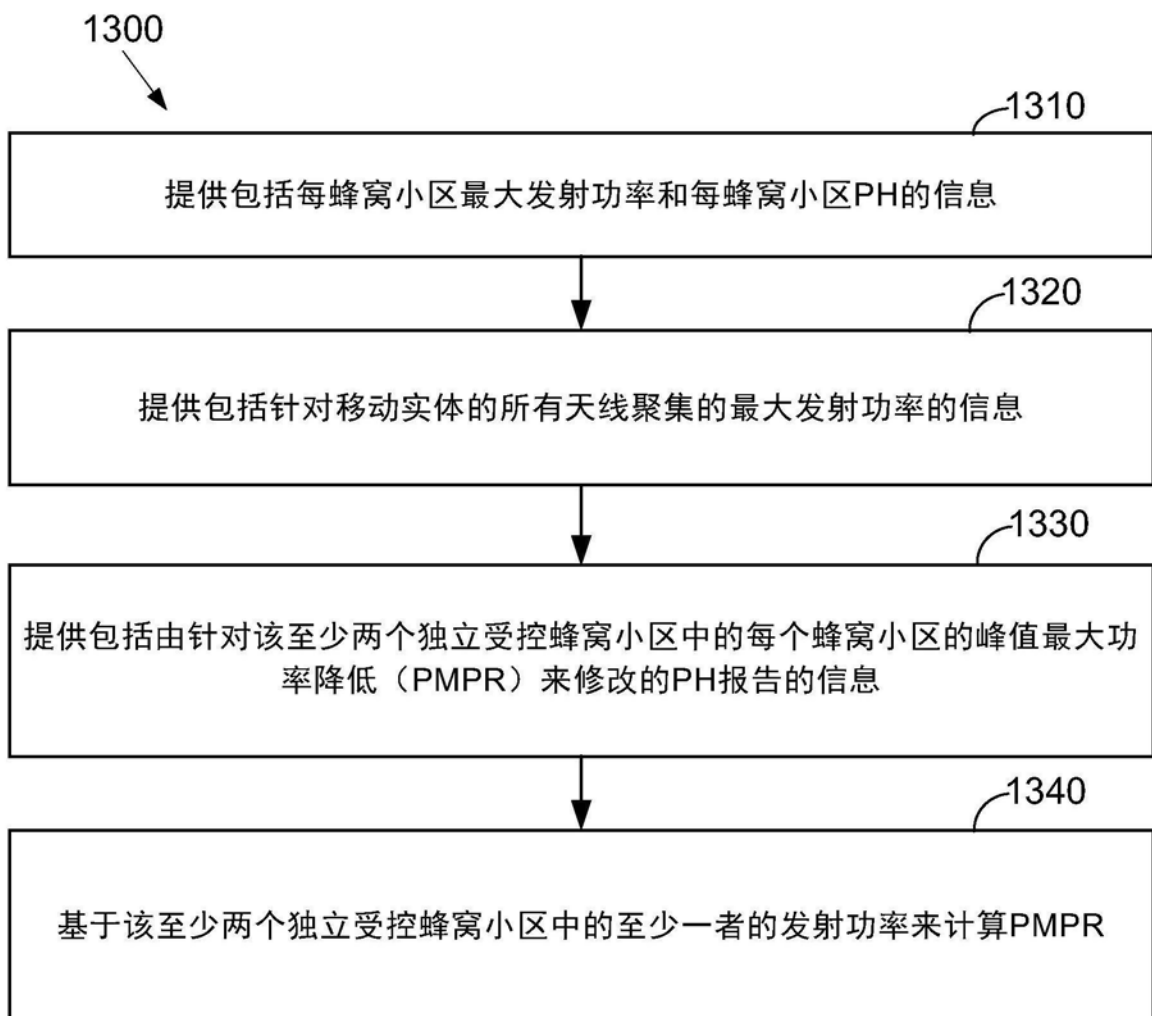 1300
1310
提供包括每蜂窝小区最大发射功率和每蜂窝小区PH的信息
1320
提供包括针对移动实体的所有天线聚集的最大发射功率的信息
1330
提供包括由针对该至少两个独立受控蜂窝小区中的每个蜂窝小区的峰值最大功
率降低（PMPR）来修改的PH报告的信息
1340
基于该至少两个独立受控蜂窝小区中的至少一者的发射功率来计算PMPR